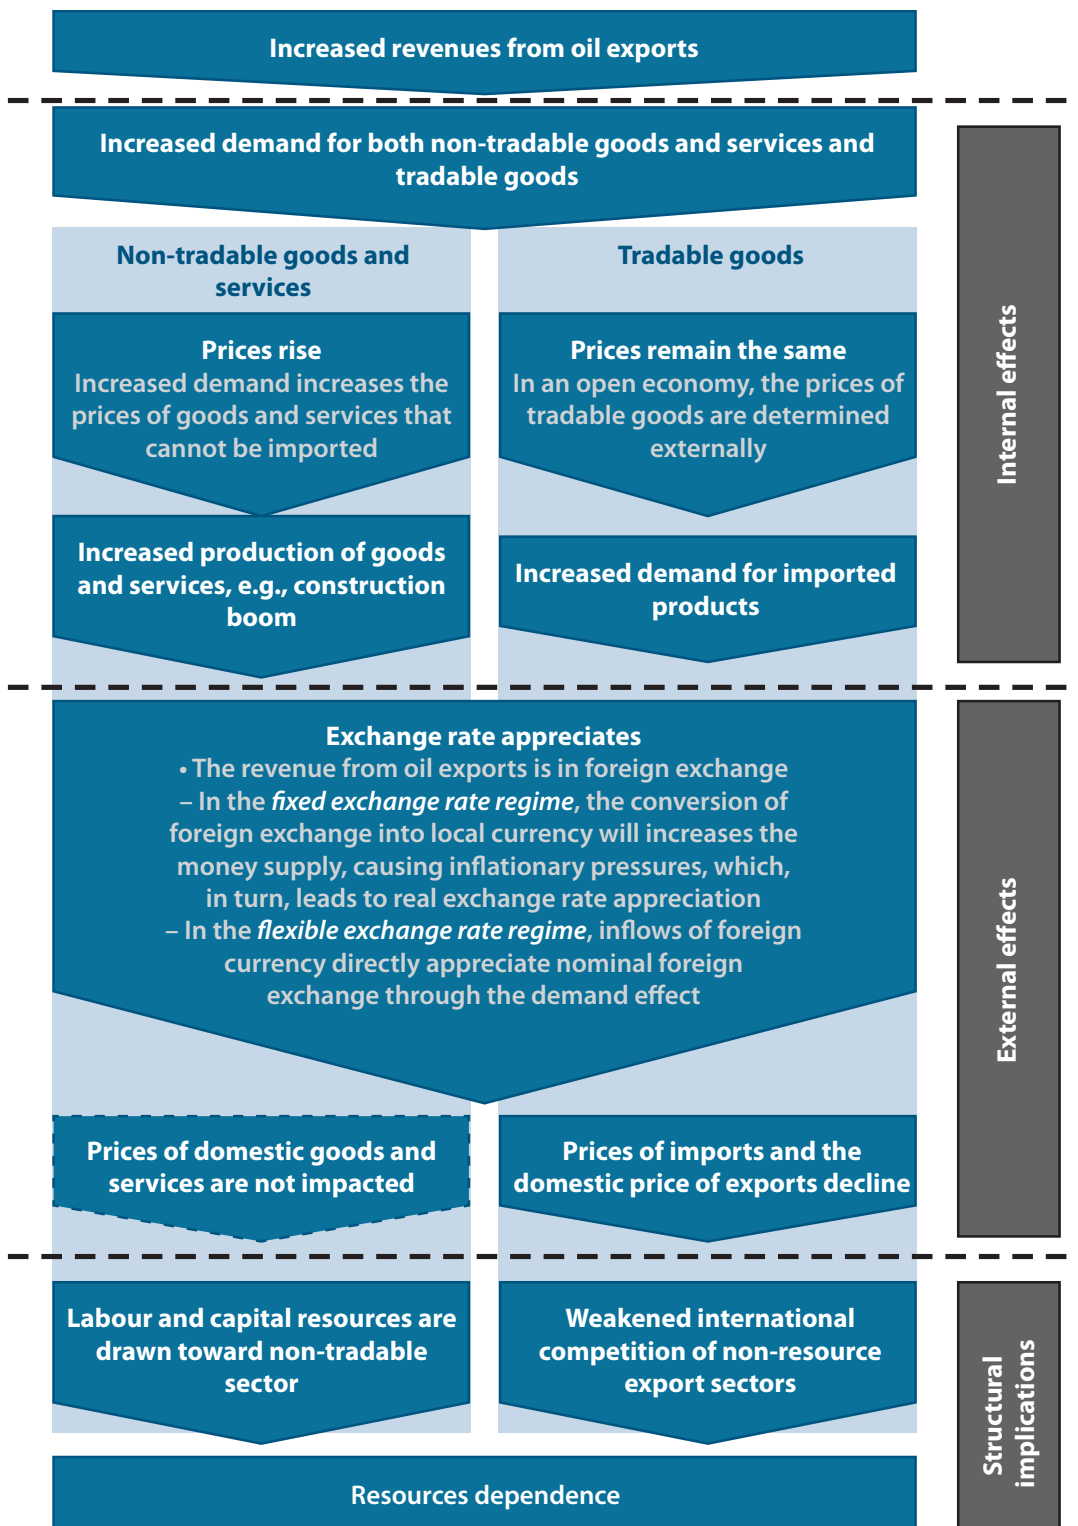 Increased revenues from oil exports
Increased demand for both non-tradable goods and services and
tradable goods
Internal effects
Non-tradable goods and
services
Tradable goods
Prices rise
Increased demand increases the
prices of goods and services that
cannot be imported
Prices remain the same
In an open economy, the prices of
tradable goods are determined
externally
Increased production of goods
and services, e.g., construction
boom
Increased demand for imported
products
Exchange rate appreciates
• The revenue from oil exports is in foreign exchange
– In the fixed exchange rate regime, the conversion of
foreign exchange into local currency will increases the
money supply, causing inflationary pressures, which,
in turn, leads to real exchange rate appreciation
– In the flexible exchange rate regime, inflows of foreign
currency directly appreciate nominal foreign
exchange through the demand effect
External effects
Prices of domestic goods and
services are not impacted
Prices of imports and the
domestic price of exports decline
Labour and capital resources are
drawn toward non-tradable
sector
Weakened international
competition of non-resource
export sectors
Structural
implications
Resources dependence